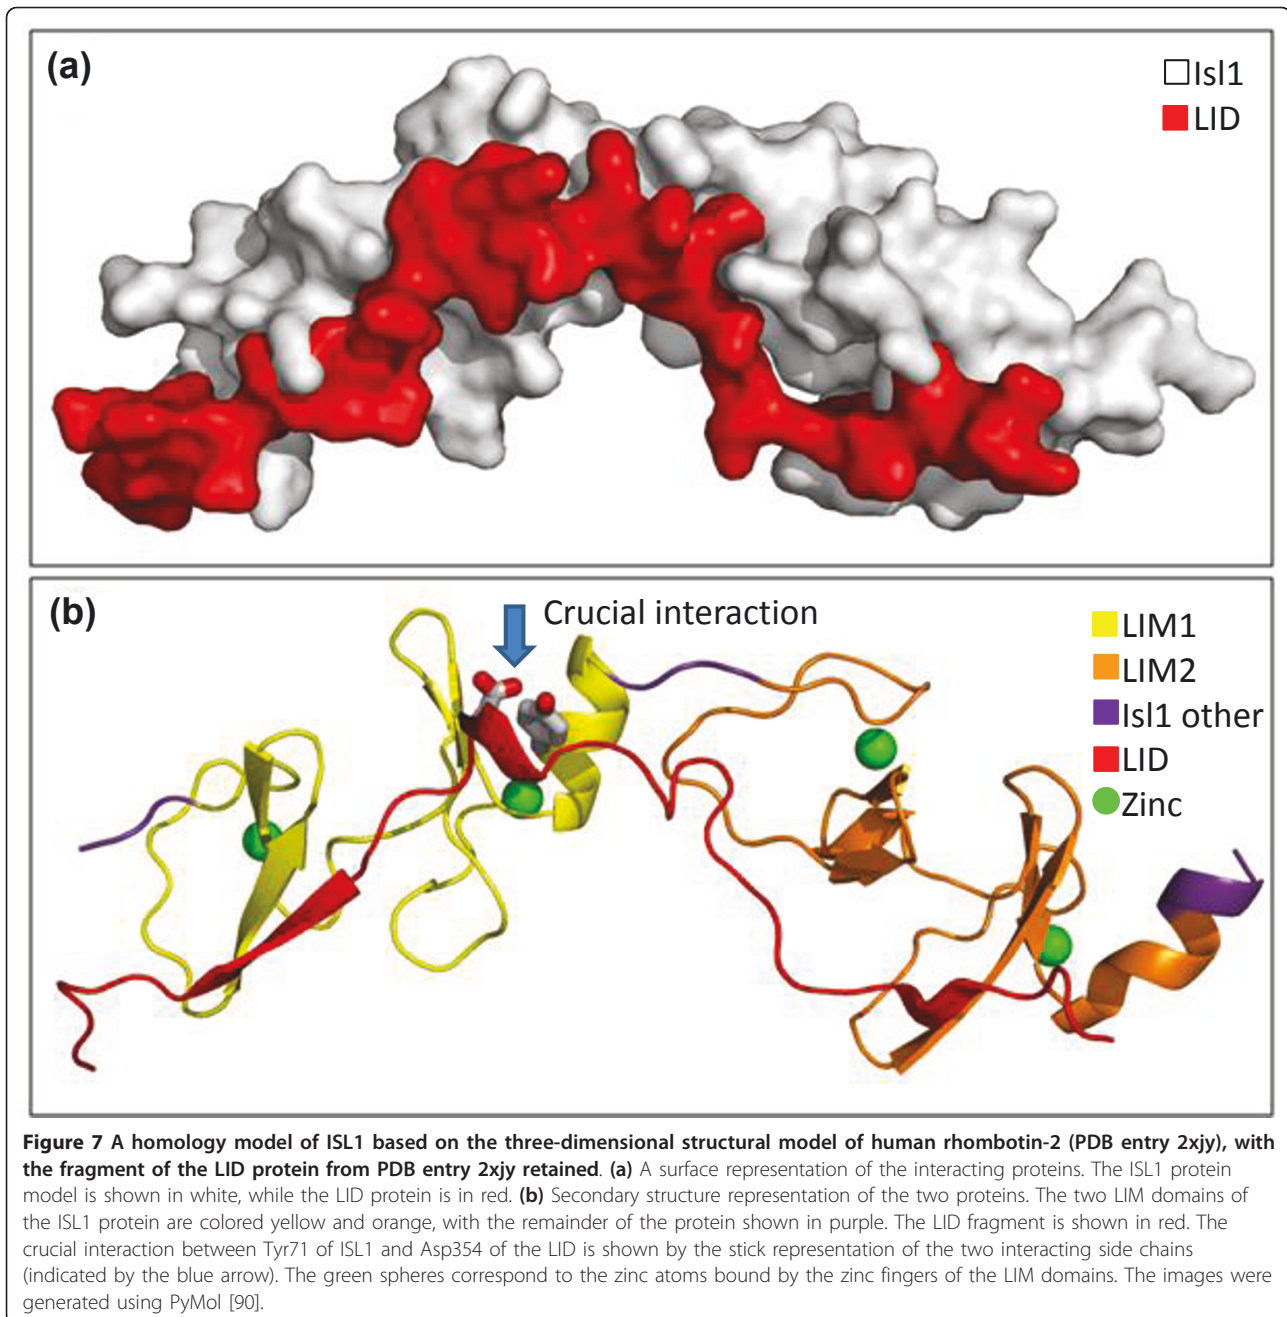 (a)
Isl1
LID
(b)
Crucial interaction
LIM1
LIM2
Isl1 other
LID
Zinc
Figure 7 A homology model of ISL1 based on the three-dimensional structural model of human rhombotin-2 (PDB entry 2xjy), with
the fragment of the LID protein from PDB entry 2xjy retained. (a) A surface representation of the interacting proteins. The ISL1 protein
model is shown in white, while the LID protein is in red. (b) Secondary structure representation of the two proteins. The two LIM domains of
the ISL1 protein are colored yellow and orange, with the remainder of the protein shown in purple. The LID fragment is shown in red. The
crucial interaction between Tyr71 of ISL1 and Asp354 of the LID is shown by the stick representation of the two interacting side chains
(indicated by the blue arrow). The green spheres correspond to the zinc atoms bound by the zinc fingers of the LIM domains. The images were
generated using PyMol [90].